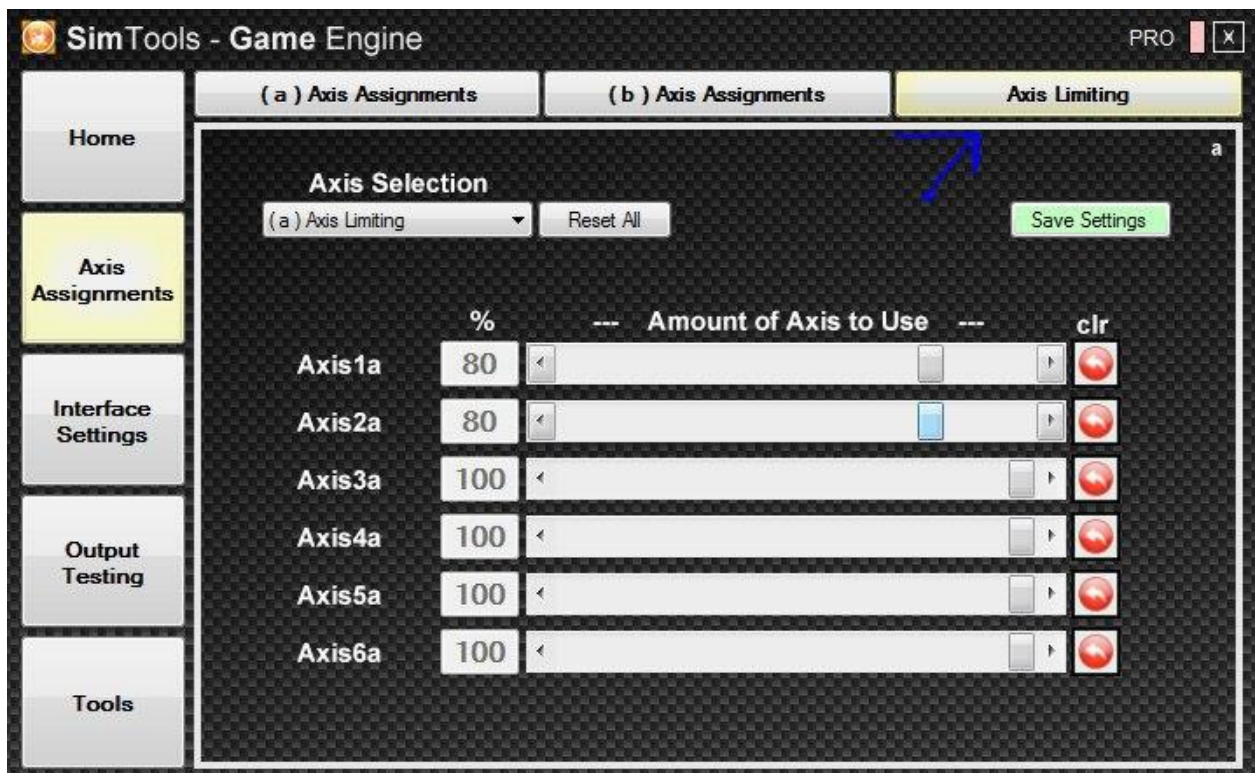 SimTools - Game Engine
PRO X
Home
Axis
Assignments
Interface
Settings
Output
Testing
Tools
( a ) Axis Assignments
( b ) Axis Assignments
Axis Limiting
a
Axis Selection
( a ) Axis Limiting
Reset All
Save Settings
% --- Amount of Axis to Use --- clr
Axis1a 80
Axis2a 80
Axis3a 100
Axis4a 100
Axis5a 100
Axis6a 100